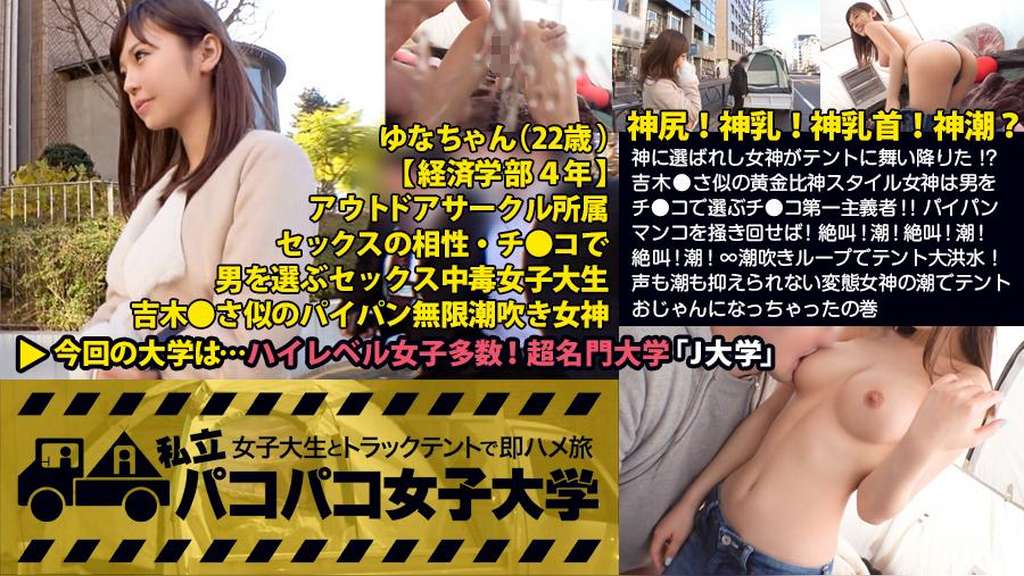 ゆなちゃん(22歳)
【経済学部4年】
アウトドアサークル所属
セックスの相性・チ●コで
男を選ぶセックス中毒女子大生
吉木●さ似のパイパン無限潮吹き女神
神尻!神乳!神乳首!神潮?
神に選ばれし女神がテントに舞い降りた!?
吉木●さ似の黄金比神スタイル女神は男を
チ●コで選ぶチ●コ第一主義者!!パイパン
マンコを掻き回せば!絶叫!潮!絶叫!潮!
絶叫!潮!∞潮吹きループでテント大洪水!
声も潮も抑えられない変態女神の潮でテント
おじゃんになっちゃったの巻
▶今回の大学は…ハイレベル女子多数!超名門大学「J大学」
私立 女子大生とトラックテントで即ハメ旅
パコパコ女子大学